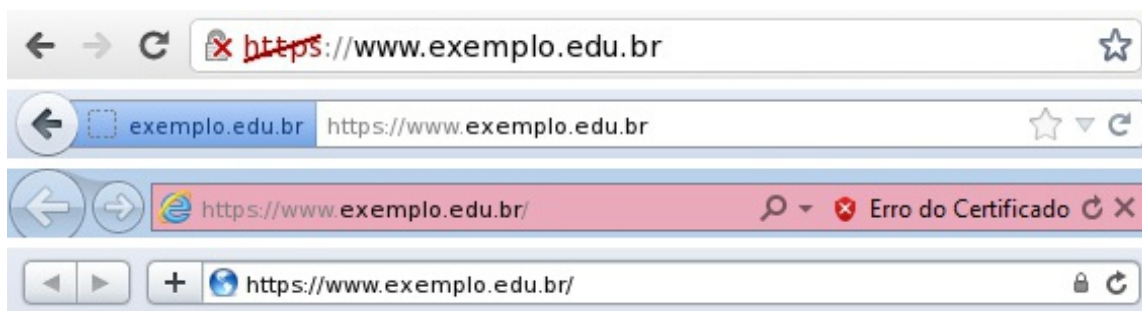 https://www.exemplo.edu.br
exemplo.edu.br https://www.exemplo.edu.br
https://www.exemplo.edu.br/ Erro do Certificado
https://www.exemplo.edu.br/